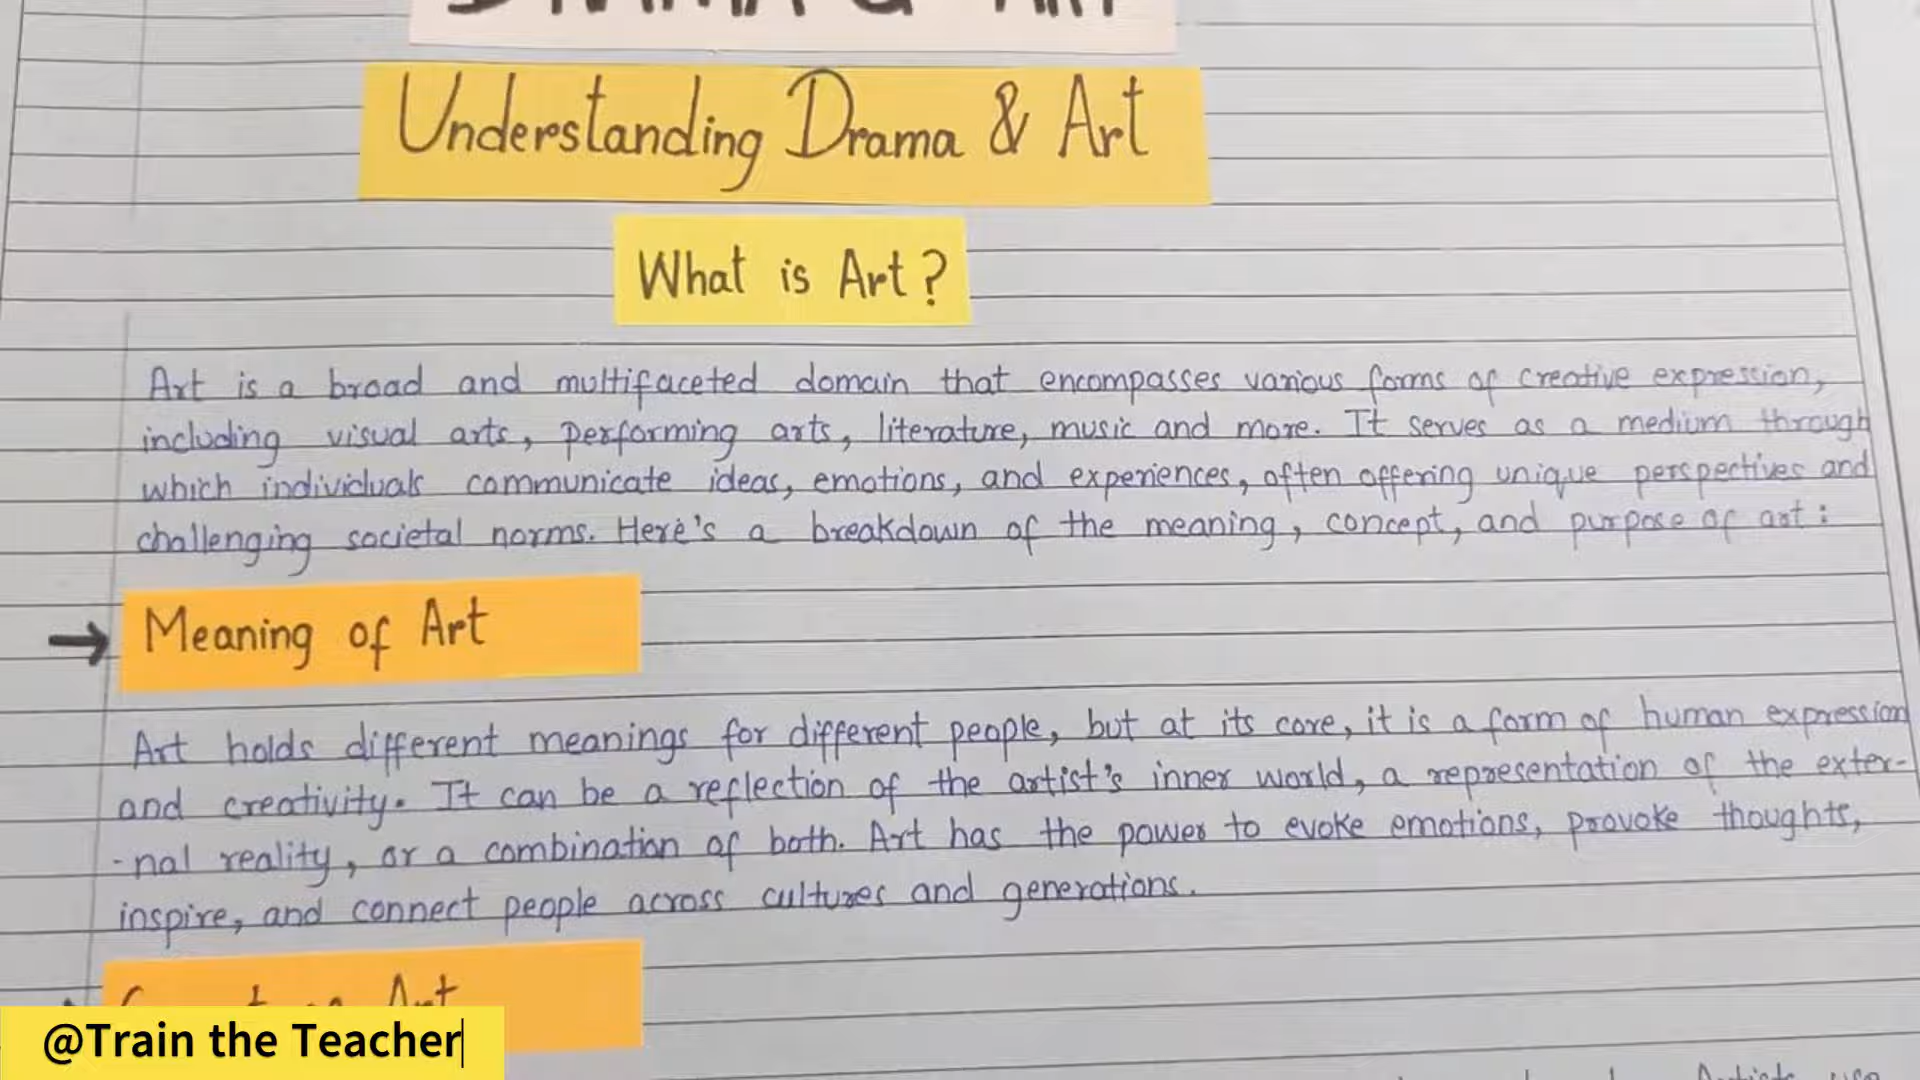 DRAMA & ART
Understanding Drama & Art
What is Art?
Art is a broad and multifaceted domain that encompasses various forms of creative expression,
including visual arts, performing arts, literature, music and more. It serves as a medium through
which individuals communicate ideas, emotions, and experiences, often offering unique perspectives and
challenging societal norms. Here's a breakdown of the meaning, concept, and purpose of art:
→ Meaning of Art
Art holds different meanings for different people, but at its core, it is a form of human expression
and creativity. It can be a reflection of the artist's inner world, a representation of the exter-
-nal reality, or a combination of both. Art has the power to evoke emotions, provoke thoughts,
inspire, and connect people across cultures and generations.
Art
@Train the Teacher
Artists use